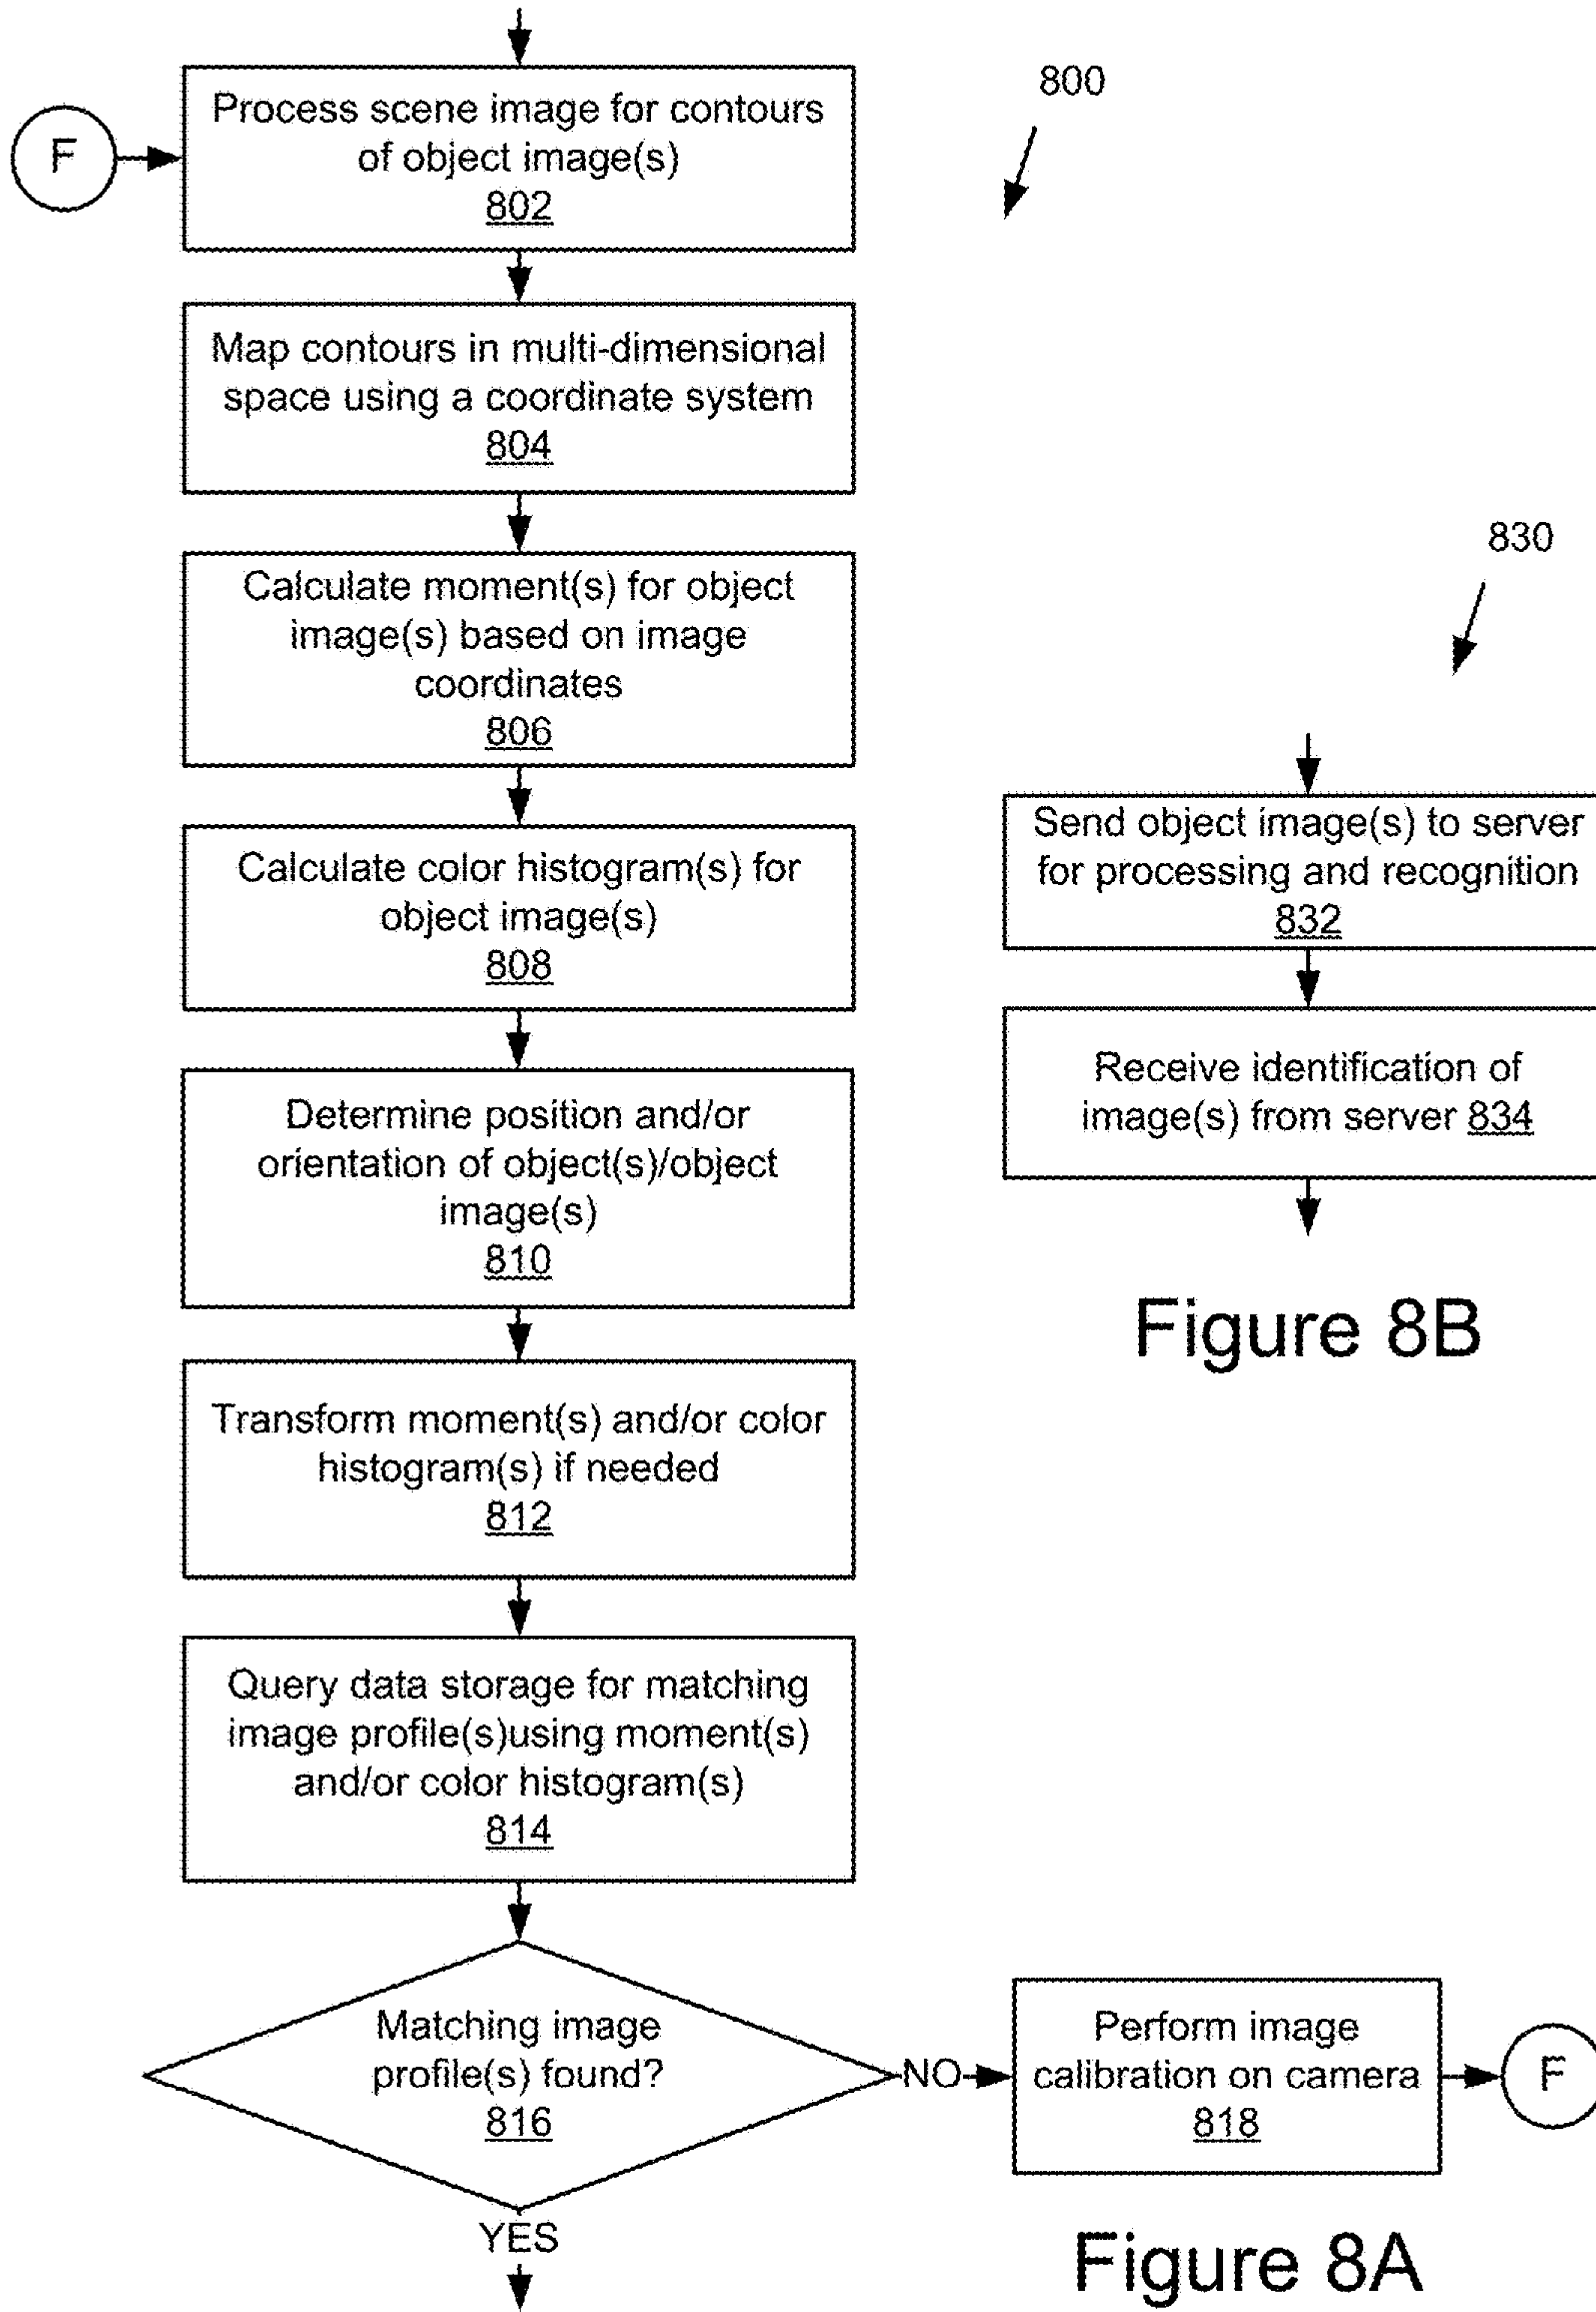 800
F
Process scene image for contours
of object image(s)
802
Map contours in multi-dimensional
space using a coordinate system
804
Calculate moment(s) for object
image(s) based on image
coordinates
806
Calculate color histogram(s) for
object image(s)
808
Determine position and/or
orientation of object(s)/object
image(s)
810
Transform moment(s) and/or color
histogram(s) if needed
812
Query data storage for matching
image profile(s)using moment(s)
and/or color histogram(s)
814
Matching image
profile(s) found?
816
NO
Perform image
calibration on camera
818
F
YES
Figure 8A
830
Send object image(s) to server
for processing and recognition
832
Receive identification of
image(s) from server 834
Figure 8B